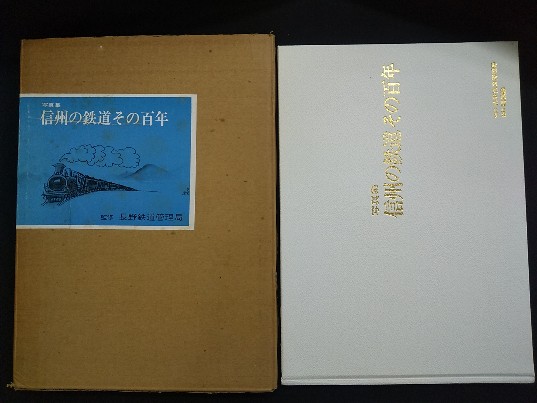 写真集
信州の鉄道その百年
監修 長野鉄道管理局
写真集
信州の鉄道その百年